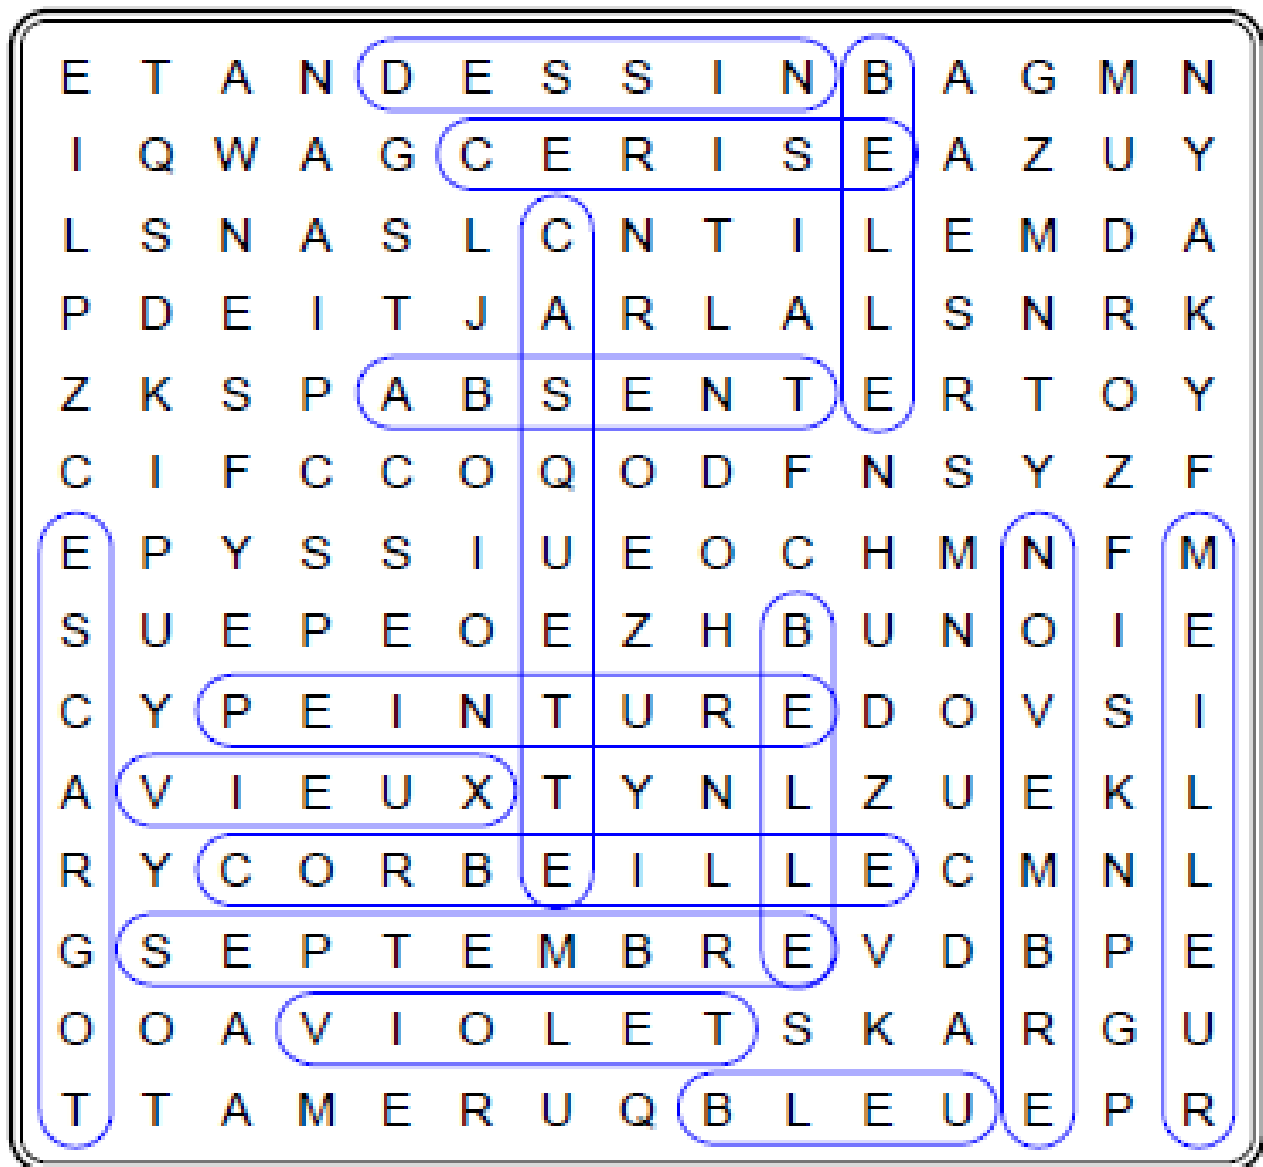 E T A N D E S S I N B A G M N
I Q W A G C E R I S E A Z U Y
L S N A S L C N T I L E M D A
P D E I T J A R L A L S N R K
Z K S P A B S E N T E R T O Y
C I F C C O Q O D F N S Y Z F
E P Y S S I U E O C H M N F M
S U E P E O E Z H B U N O I E
C Y P E I N T U R E D O V S I
A V I E U X T Y N L Z U E K L
R Y C O R B E I L L E C M N L
G S E P T E M B R E V D B P E
O O A V I O L E T S K A R G U
T T A M E R U Q B L E U E P R